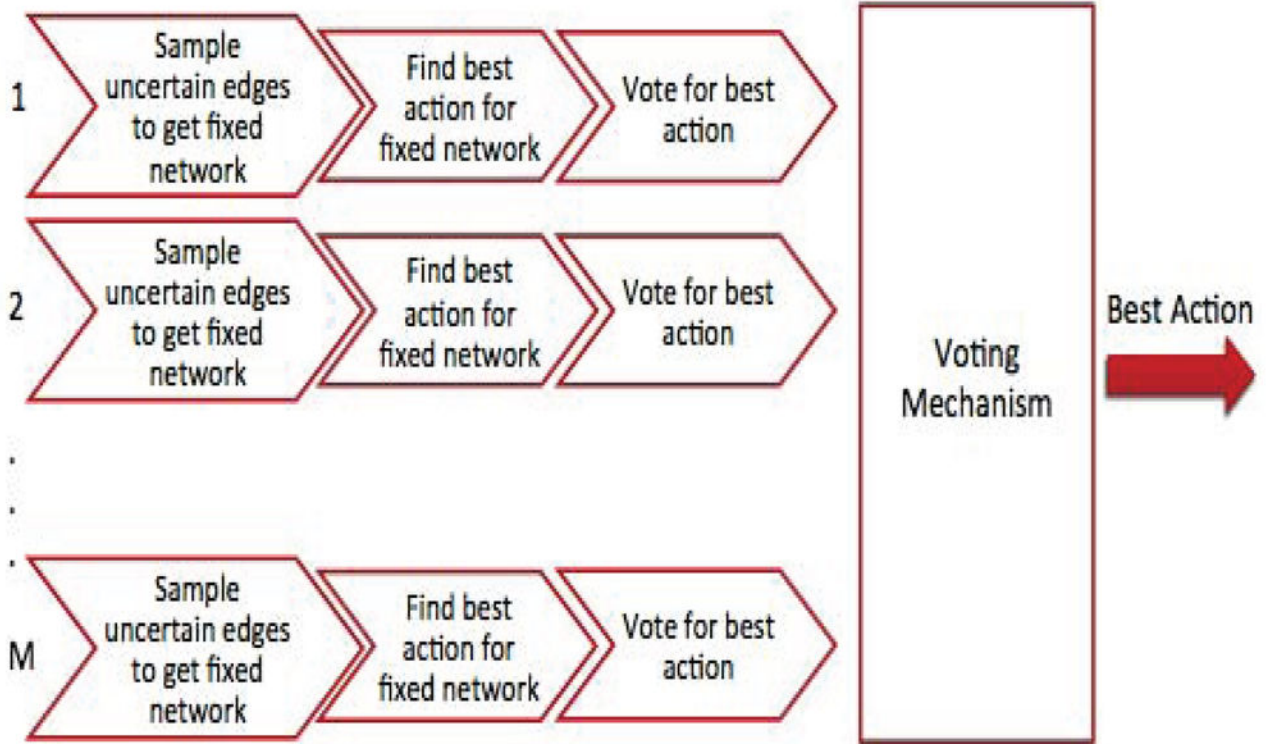 1
Sample
uncertain edges
to get fixed
network
Find best
action for
fixed network
Vote for best
action
2
Sample
uncertain edges
to get fixed
network
Find best
action for
fixed network
Vote for best
action
.
.
.
M
Sample
uncertain edges
to get fixed
network
Find best
action for
fixed network
Vote for best
action
Voting
Mechanism
Best Action